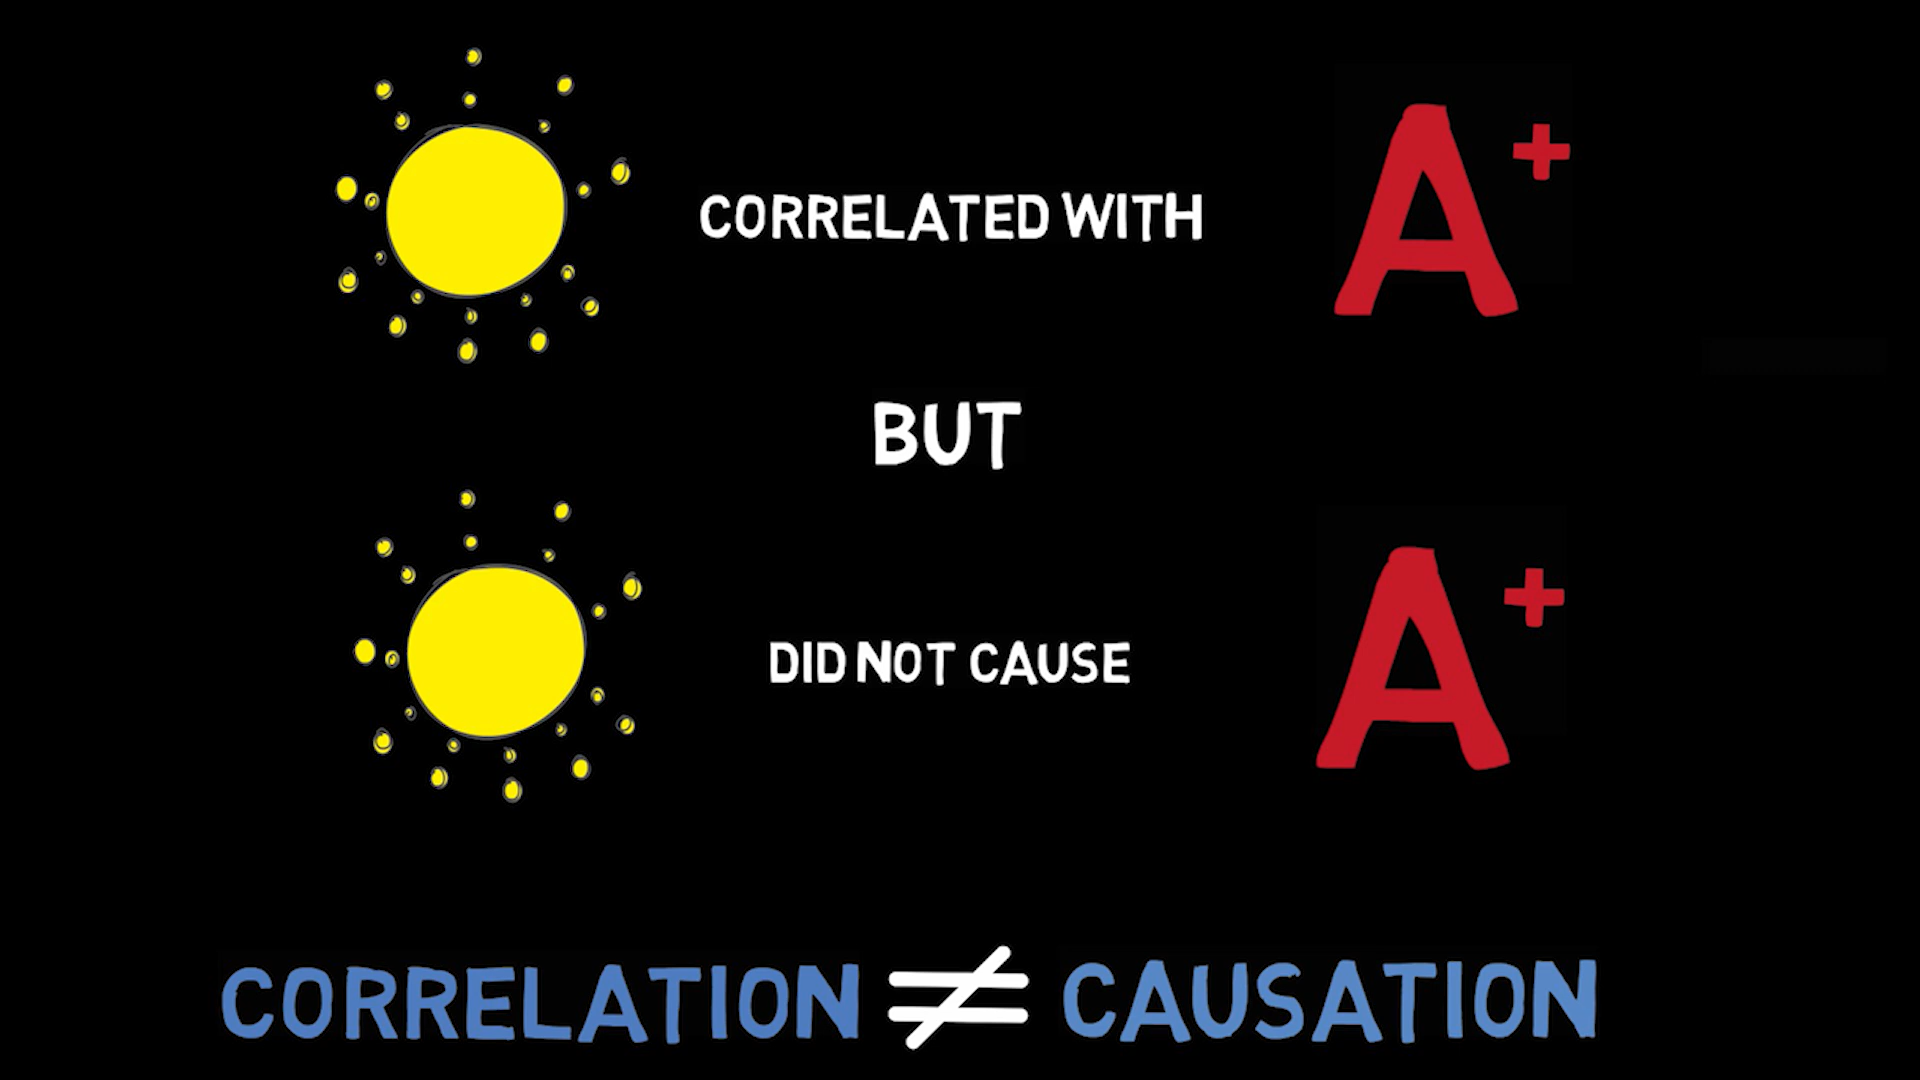 CORRELATED WITH A+
BUT
DID NOT CAUSE A+
CORRELATION ≠ CAUSATION